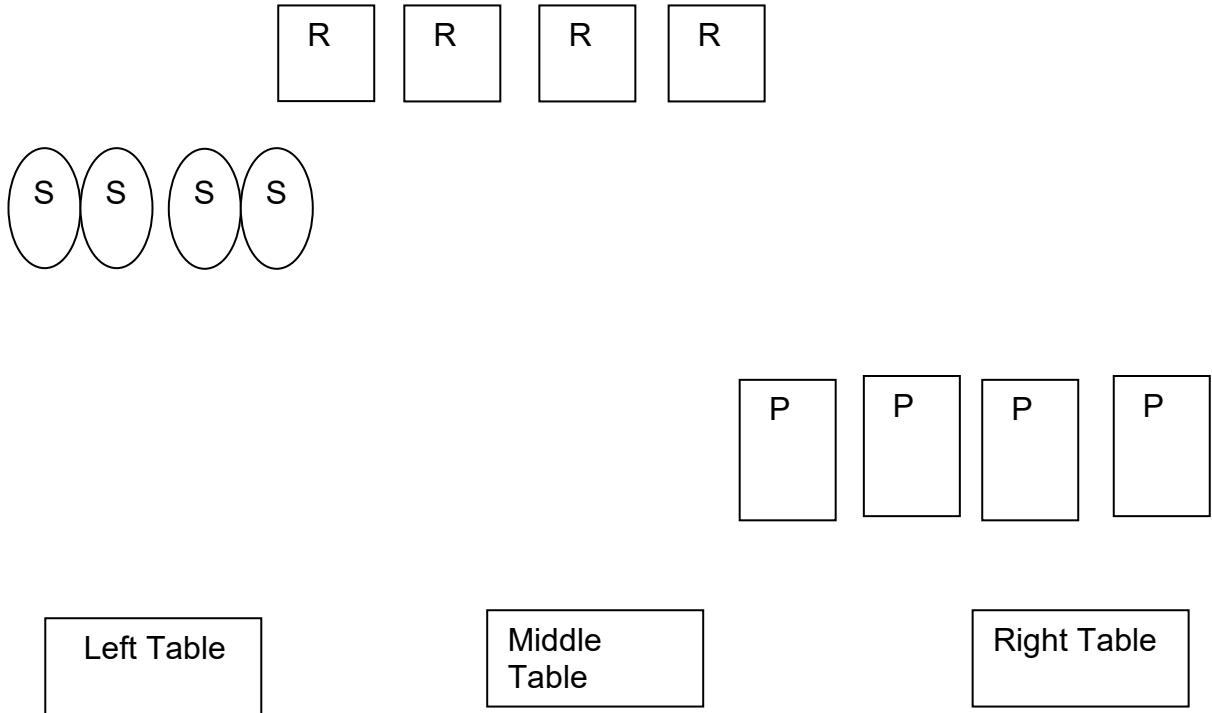 R R R R
S S S S
P P P P
Left Table
Middle
Table
Right Table